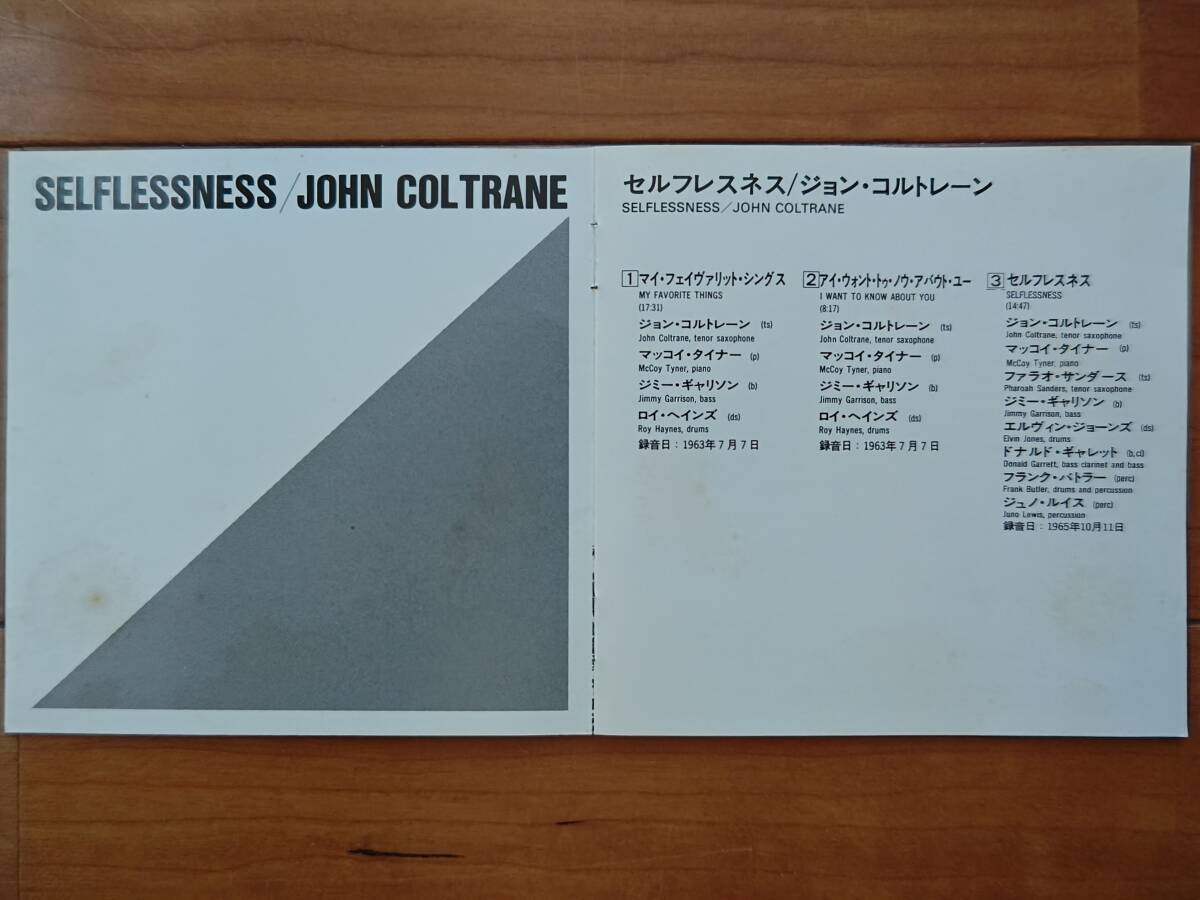 SELFLESSNESS/JOHN COLTRANE
セルフレスネス/ジョン・コルトレーン
SELFLESSNESS/JOHN COLTRANE
1 マイ・フェイヴァリット・シングス
MY FAVORITE THINGS
(17:31)
ジョン・コルトレーン (ts)
John Coltrane, tenor saxophone
マッコイ・タイナー (p)
McCoy Tyner, piano
ジミー・ギャリソン (b)
Jimmy Garrison, bass
ロイ・ヘインズ (ds)
Roy Haynes, drums
録音日：1963年7月7日
2 アイ・ウォント・トゥ・ノウ・アバウト・ユー
I WANT TO KNOW ABOUT YOU
(8:17)
ジョン・コルトレーン (ts)
John Coltrane, tenor saxophone
マッコイ・タイナー (p)
McCoy Tyner, piano
ジミー・ギャリソン (b)
Jimmy Garrison, bass
ロイ・ヘインズ (ds)
Roy Haynes, drums
録音日：1963年7月7日
3 セルフレスネス
SELFLESSNESS
(14:47)
ジョン・コルトレーン (ts)
John Coltrane, tenor saxophone
マッコイ・タイナー (p)
McCoy Tyner, piano
ファラオ・サンダース (ts)
Pharoah Sanders, tenor saxophone
ジミー・ギャリソン (b)
Jimmy Garrison, bass
エルヴィン・ジョーンズ (ds)
Elvin Jones, drums
ドナルド・ギャレット (b,cl)
Donald Garrett, bass clarinet and bass
フランク・バトラー (perc)
Frank Butler, drums and percussion
ジュノ・ルイス (perc)
Juno Lewis, percussion
録音日：1965年10月11日